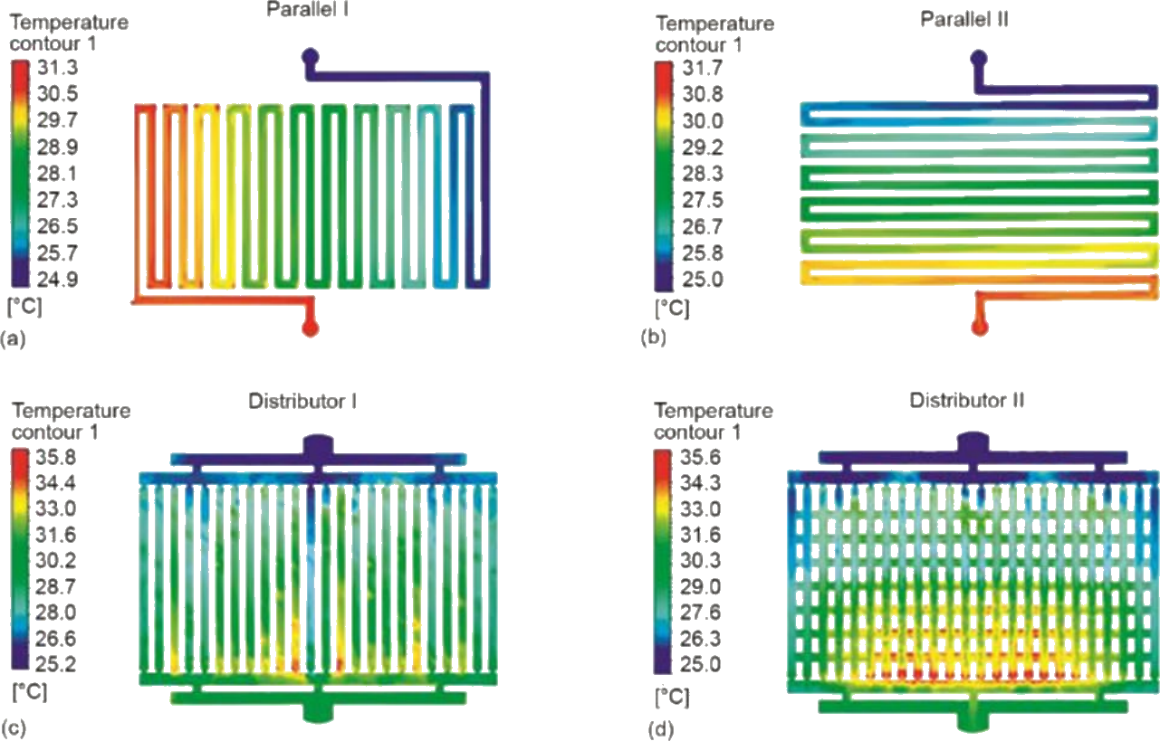 Parallel I
Temperature
contour 1
31.3
30.5
29.7
28.9
28.1
27.3
26.5
25.7
24.9
[°C]
(a)
Parallel II
Temperature
contour 1
31.7
30.8
30.0
29.2
28.3
27.5
26.7
25.8
25.0
[°C]
(b)
Distributor I
Temperature
contour 1
35.8
34.4
33.0
31.6
30.2
28.7
28.0
26.6
25.2
[°C]
(c)
Distributor II
Temperature
contour 1
35.6
34.3
33.0
31.6
30.3
29.0
27.6
26.3
25.0
[°C]
(d)